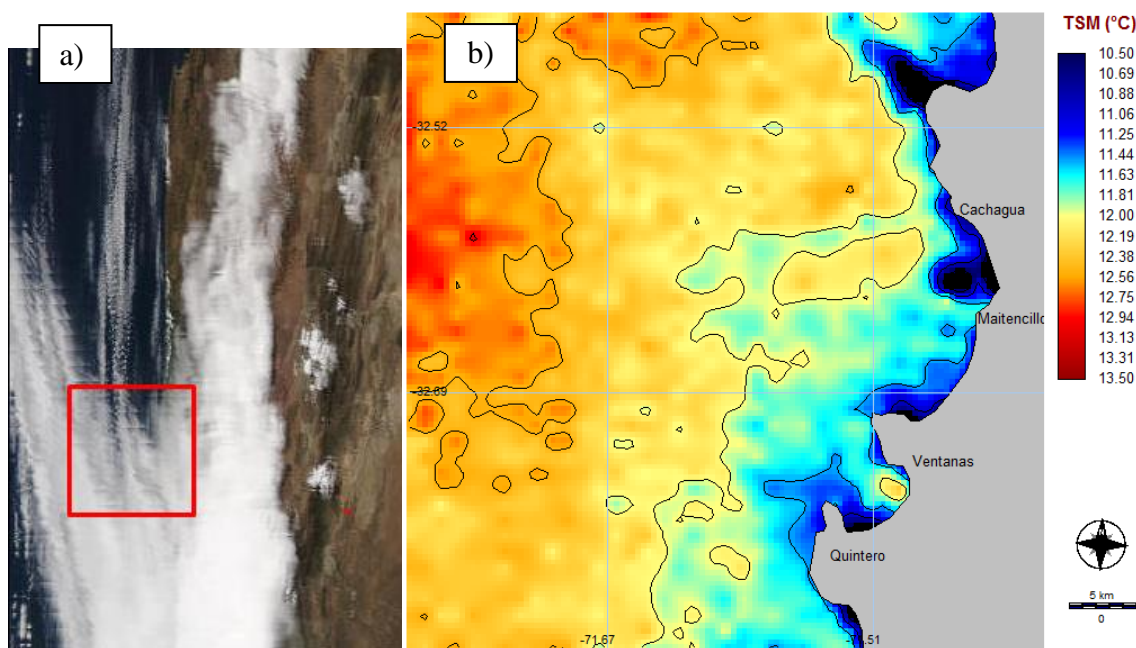 a)
b)
-32.52
Cachagua
Maitencillo
-32.69
Ventanas
Quintero
-71.67
TSM (°C)
10.50
10.69
10.88
11.06
11.25
11.44
11.63
11.81
12.00
12.19
12.38
12.56
12.75
12.94
13.13
13.31
13.50
5 km
0